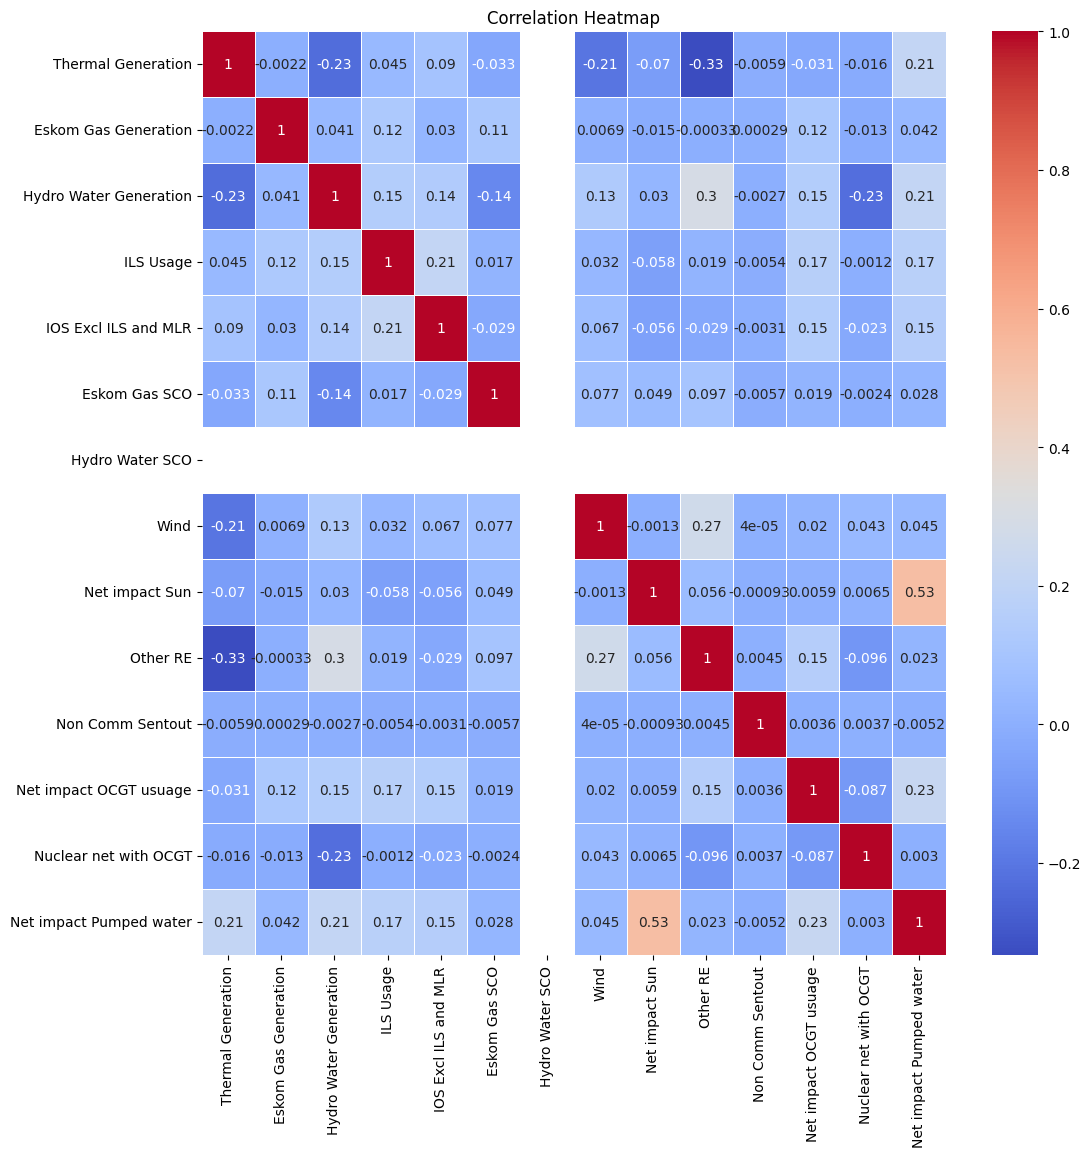 Correlation Heatmap
Thermal Generation 1 -0.0022 -0.23 0.045 0.09 -0.033 -0.21 -0.07 -0.33 -0.0059 -0.031 -0.016 0.21
Eskom Gas Generation -0.0022 1 0.041 0.12 0.03 0.11 0.0069 -0.015 -0.00033 0.00029 0.12 -0.013 0.042
Hydro Water Generation -0.23 0.041 1 0.15 0.14 -0.14 0.13 0.03 0.3 -0.0027 0.15 -0.23 0.21
ILS Usage 0.045 0.12 0.15 1 0.21 0.017 0.032 -0.058 0.019 -0.0054 0.17 -0.0012 0.17
IOS Excl ILS and MLR 0.09 0.03 0.14 0.21 1 -0.029 0.067 -0.056 -0.029 -0.0031 0.15 -0.023 0.15
Eskom Gas SCO -0.033 0.11 -0.14 0.017 -0.029 1 0.077 0.049 0.097 -0.0057 0.019 -0.0024 0.028
Hydro Water SCO
Wind -0.21 0.0069 0.13 0.032 0.067 0.077 1 -0.0013 0.27 4e-05 0.02 0.043 0.045
Net impact Sun -0.07 -0.015 0.03 -0.058 -0.056 0.049 -0.0013 1 0.056 -0.00093 0.0059 0.0065 0.53
Other RE -0.33 -0.00033 0.3 0.019 -0.029 0.097 0.27 0.056 1 0.0045 0.15 -0.096 0.023
Non Comm Sentout -0.0059 0.00029 -0.0027 -0.0054 -0.0031 -0.0057 4e-05 -0.00093 0.0045 1 0.0036 0.0037 -0.0052
Net impact OCGT usuage -0.031 0.12 0.15 0.17 0.15 0.019 0.02 0.0059 0.15 0.0036 1 -0.087 0.23
Nuclear net with OCGT -0.016 -0.013 -0.23 -0.0012 -0.023 -0.0024 0.043 0.0065 -0.096 0.0037 -0.087 1 0.003
Net impact Pumped water 0.21 0.042 0.21 0.17 0.15 0.028 0.045 0.53 0.023 -0.0052 0.23 0.003 1
Thermal Generation
Eskom Gas Generation
Hydro Water Generation
ILS Usage
IOS Excl ILS and MLR
Eskom Gas SCO
Hydro Water SCO
Wind
Net impact Sun
Other RE
Non Comm Sentout
Net impact OCGT usuage
Nuclear net with OCGT
Net impact Pumped water
1.0
0.8
0.6
0.4
0.2
0.0
−0.2